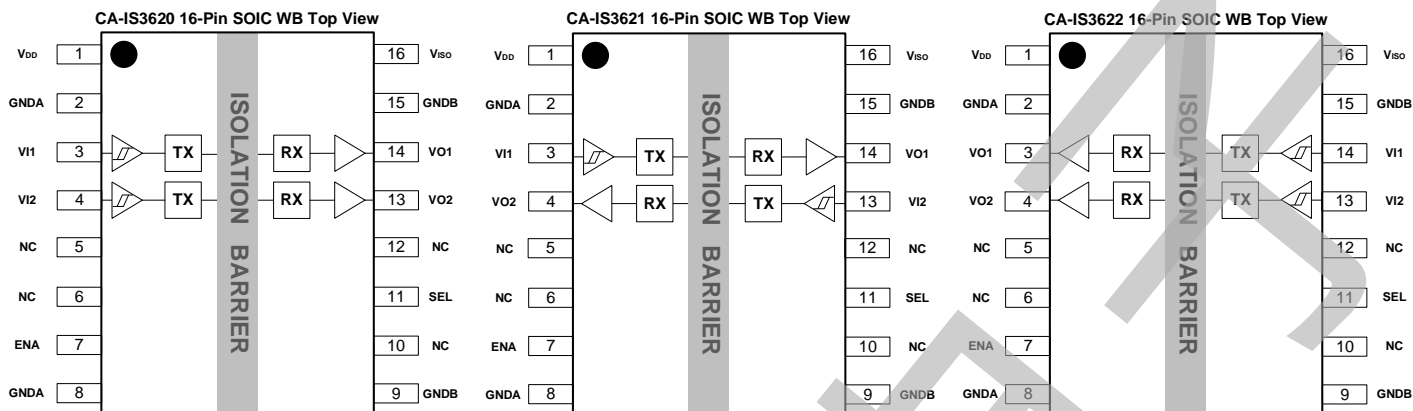 CA-IS3620 16-Pin SOIC WB Top View
VDD 1 16 VISO
GNDA 2 15 GNDB
VI1 3 TX RX 14 VO1
VI2 4 TX RX 13 VO2
NC 5 12 NC
NC 6 11 SEL
ENA 7 10 NC
GNDA 8 9 GNDB
ISOLATION BARRIER
CA-IS3621 16-Pin SOIC WB Top View
VDD 1 16 VISO
GNDA 2 15 GNDB
VI1 3 TX RX 14 VO1
VO2 4 RX TX 13 VI2
NC 5 12 NC
NC 6 11 SEL
ENA 7 10 NC
GNDA 8 9 GNDB
ISOLATION BARRIER
CA-IS3622 16-Pin SOIC WB Top View
VDD 1 16 VISO
GNDA 2 15 GNDB
VO1 3 RX TX 14 VI1
VO2 4 RX TX 13 VI2
NC 5 12 NC
NC 6 11 SEL
ENA 7 10 NC
GNDA 8 9 GNDB
ISOLATION BARRIER